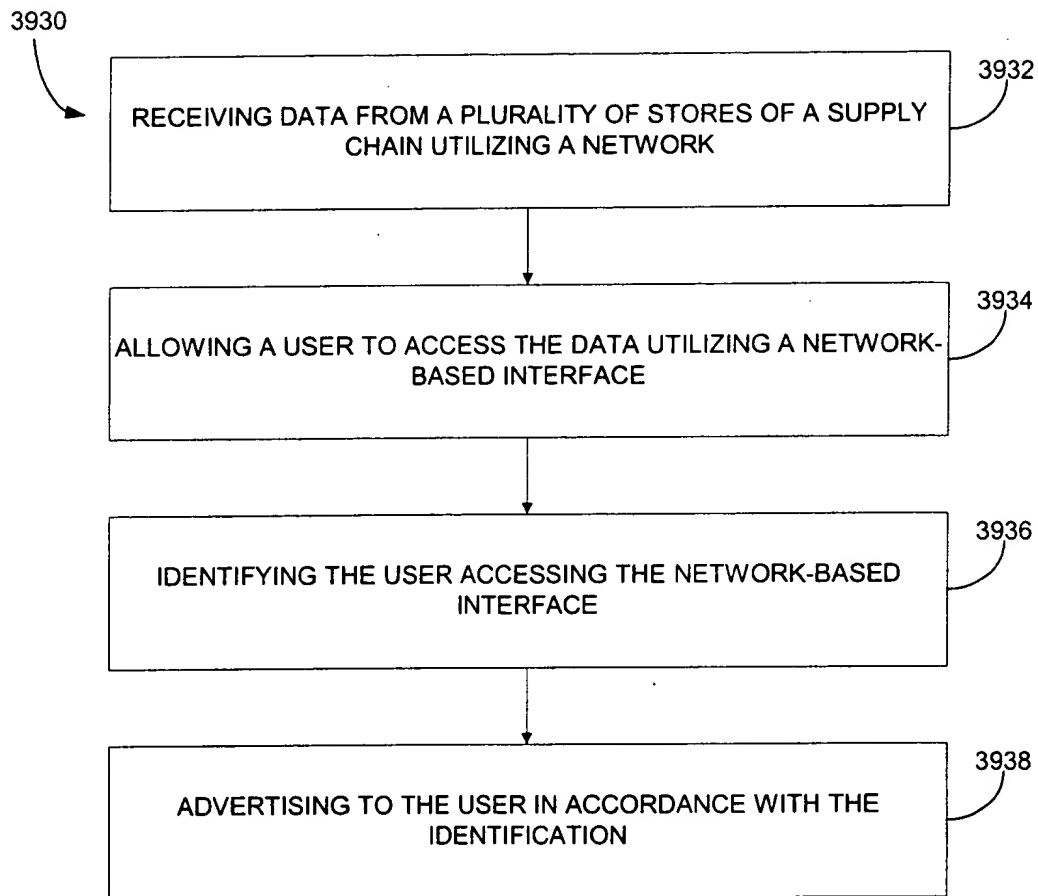 3930
3932
RECEIVING DATA FROM A PLURALITY OF STORES OF A SUPPLY
CHAIN UTILIZING A NETWORK
3934
ALLOWING A USER TO ACCESS THE DATA UTILIZING A NETWORK-
BASED INTERFACE
3936
IDENTIFYING THE USER ACCESSING THE NETWORK-BASED
INTERFACE
3938
ADVERTISING TO THE USER IN ACCORDANCE WITH THE
IDENTIFICATION